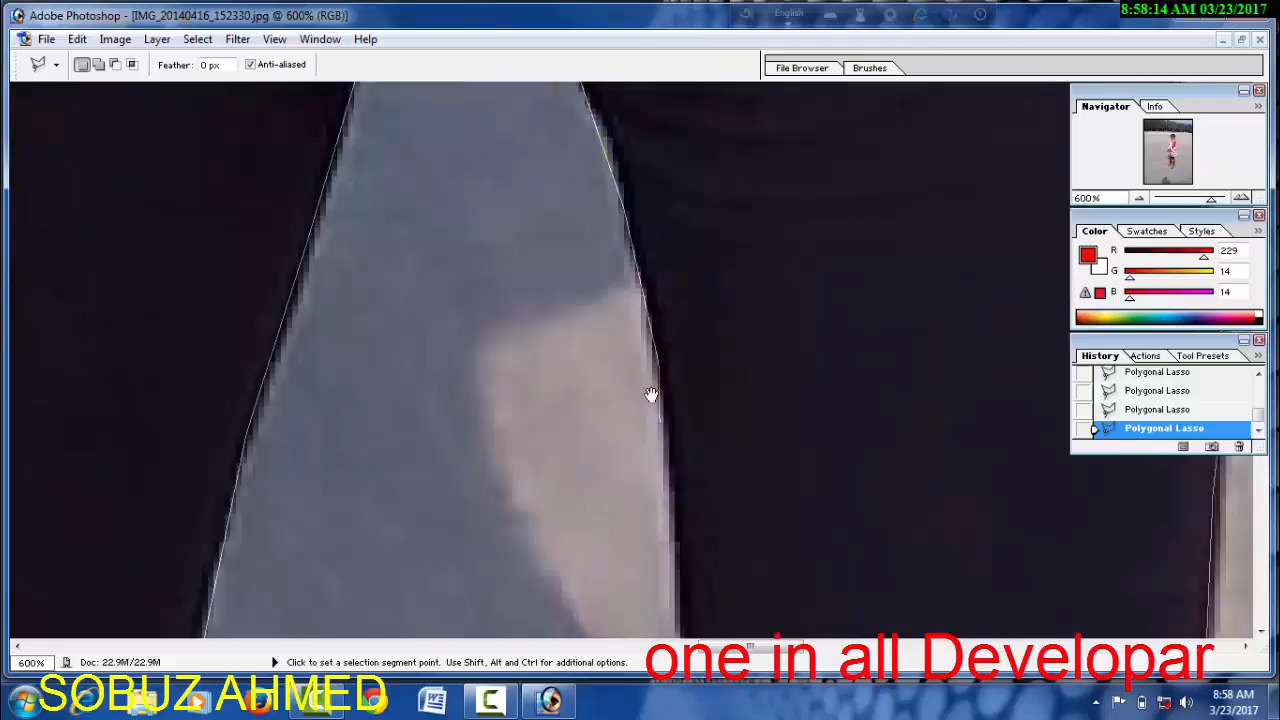 8:58:14 AM 03/23/2017
Adobe Photoshop - [IMG_20140416_152330.jpg @ 600% (RGB)]
English
File Edit Image Layer Select Filter View Window Help
Feather: 0 px Anti-aliased
File Browser Brushes
Navigator Info
600%
Color Swatches Styles
R 229
G 14
B 14
History Actions Tool Presets
Polygonal Lasso
Polygonal Lasso
Polygonal Lasso
Polygonal Lasso
600% Doc: 22.9M/22.9M Click to set a selection segment point. Use Shift, Alt and Ctrl for additional options.
one in all Developar
SOBUZ AHMED
8:58 AM
3/23/2017